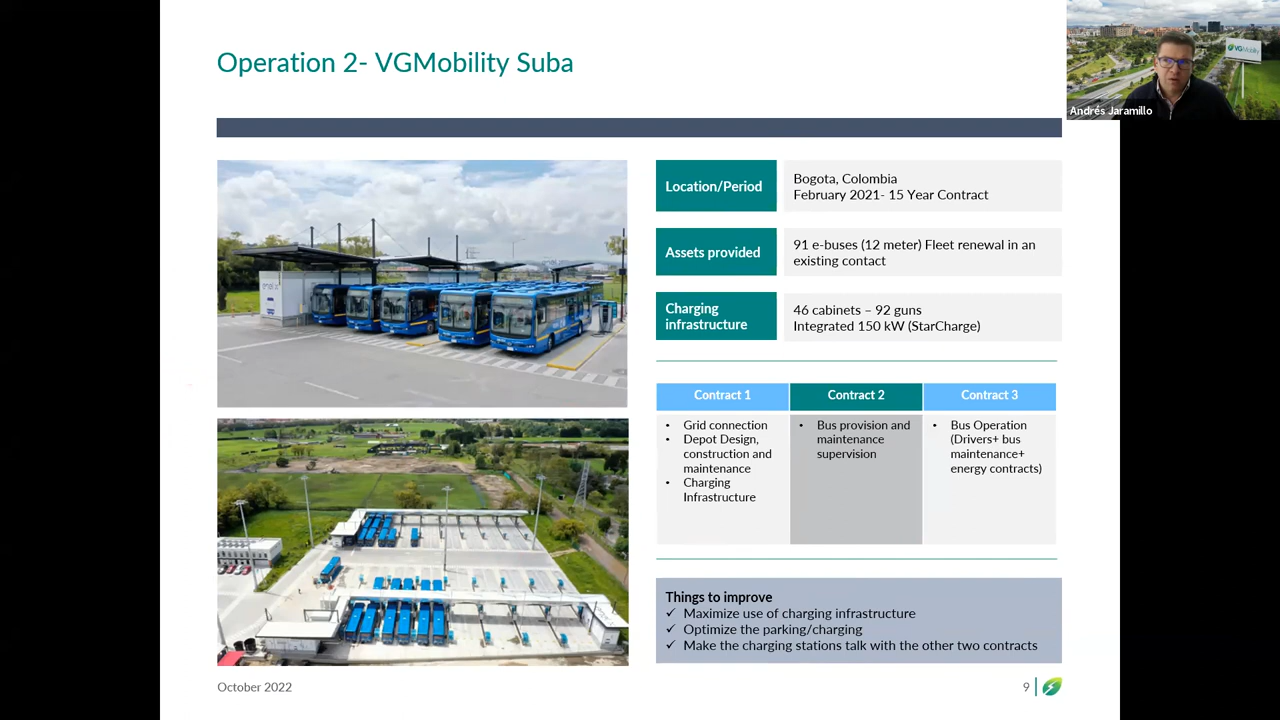 Operation 2- VGMobility Suba
VGMobility
Andrés Jaramillo
Location/Period
Bogota, Colombia
February 2021- 15 Year Contract
Assets provided
91 e-buses (12 meter) Fleet renewal in an
existing contact
Charging
infrastructure
46 cabinets – 92 guns
Integrated 150 kW (StarCharge)
Contract 1
Contract 2
Contract 3
• Grid connection
• Depot Design,
construction and
maintenance
• Charging
Infrastructure
• Bus provision and
maintenance
supervision
• Bus Operation
(Drivers+ bus
maintenance+
energy contracts)
Things to improve
✓ Maximize use of charging infrastructure
✓ Optimize the parking/charging
✓ Make the charging stations talk with the other two contracts
October 2022
9